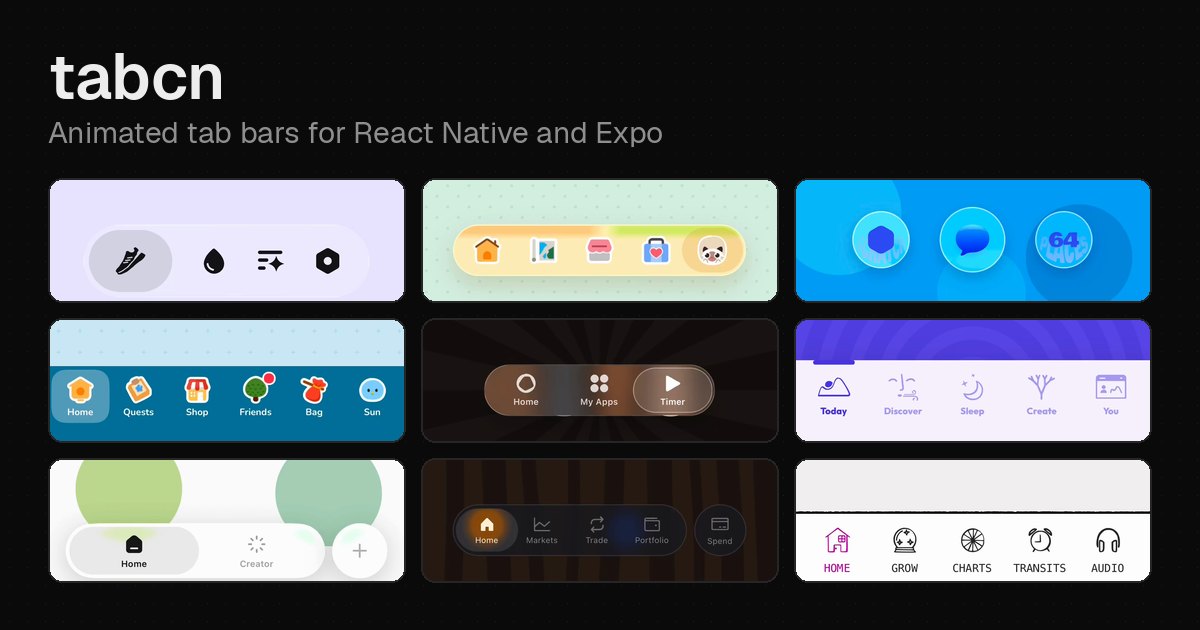 tabcn
Animated tab bars for React Native and Expo
64
Home Quests Shop Friends Bag Sun
Home My Apps Timer
Today Discover Sleep Create You
Home Creator
Home Markets Trade Portfolio Spend
HOME GROW CHARTS TRANSITS AUDIO